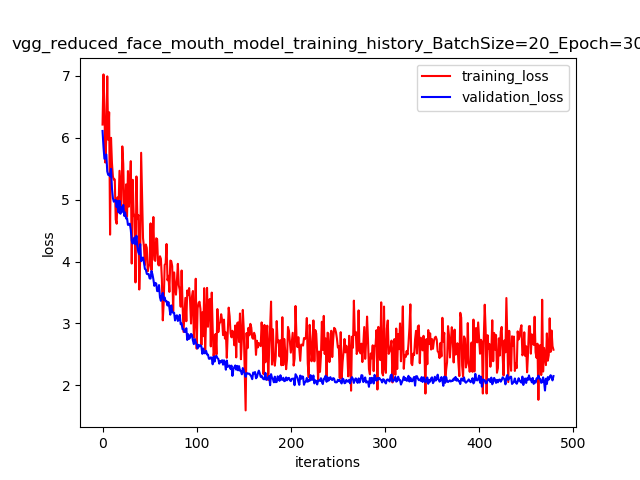 vgg_reduced_face_mouth_model_training_history_BatchSize=20_Epoch=30
training_loss
validation_loss
7
6
5
4
3
2
loss
0
100
200
300
400
500
iterations